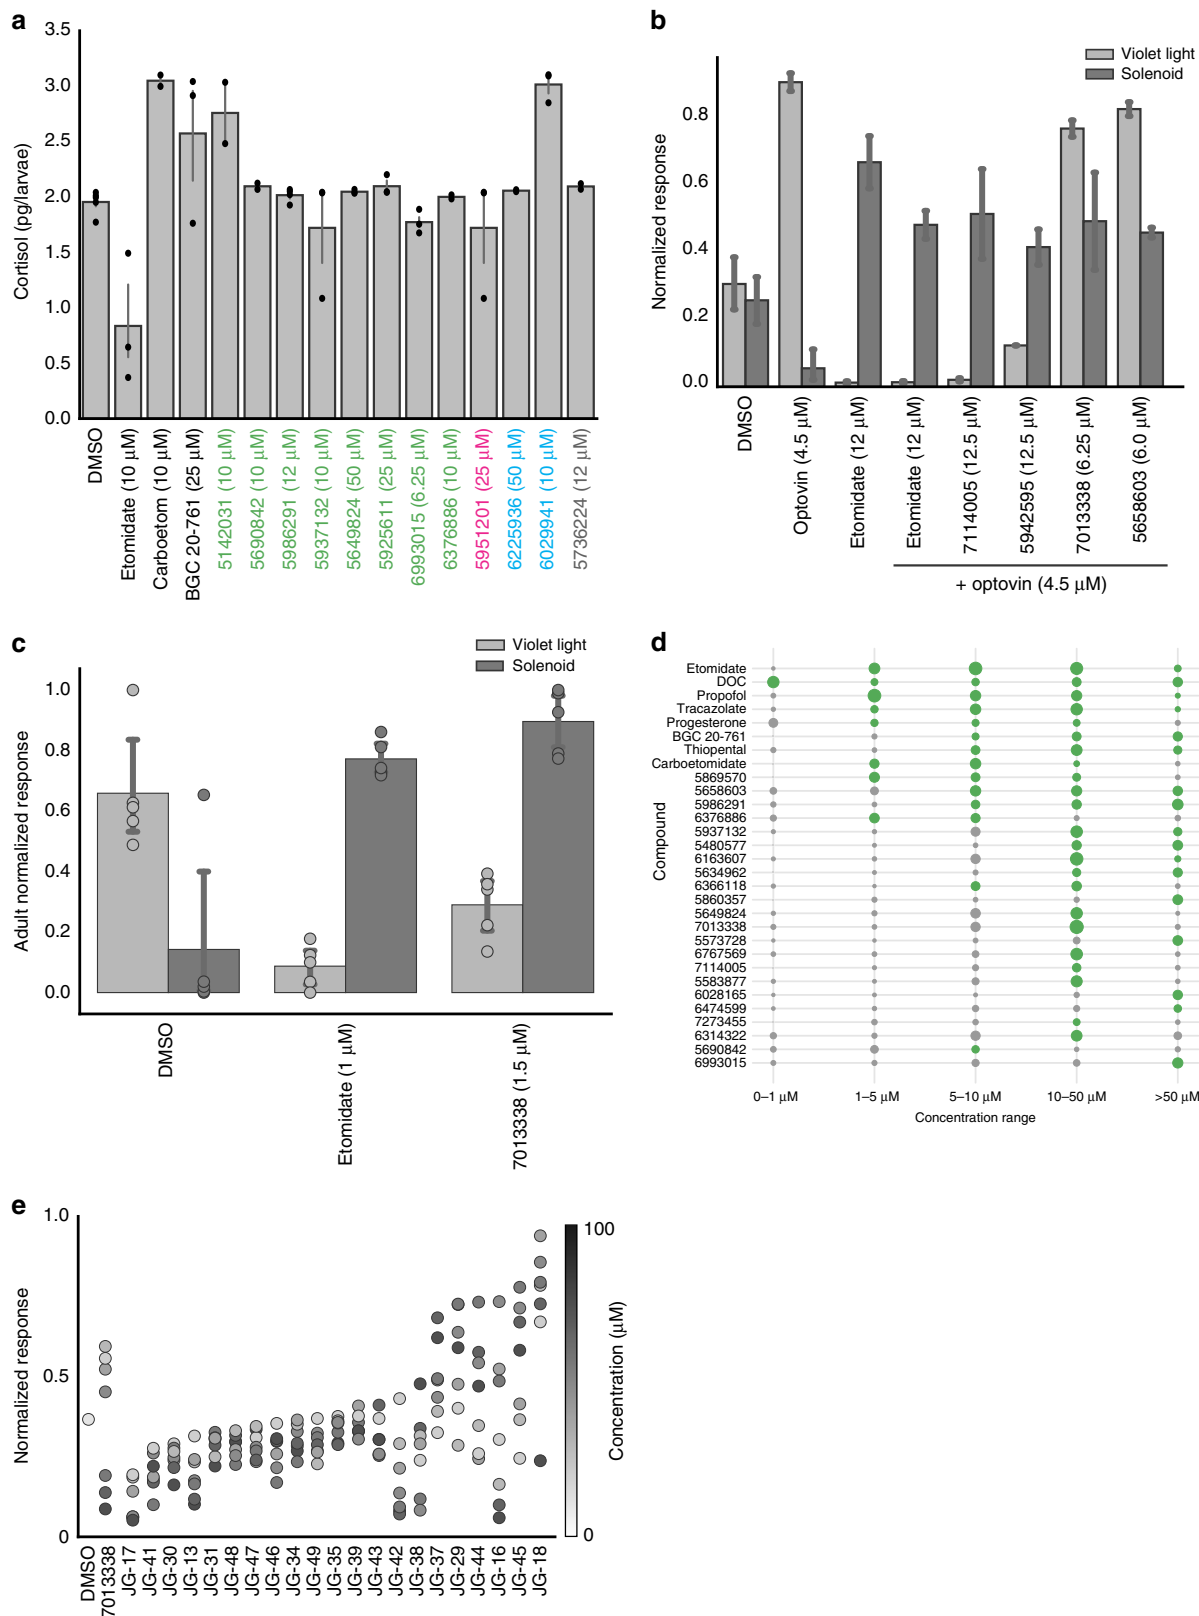 a
3.5
3.0
2.5
2.0
1.5
1.0
0.5
0.0
Cortisol (pg/larvae)
DMSO
Etomidate (10 μM)
Carboetom (10 μM)
BGC 20-761 (25 μM)
5142031 (10 μM)
5690842 (10 μM)
5986291 (12 μM)
5937132 (10 μM)
5649824 (50 μM)
5925611 (25 μM)
6993015 (6.25 μM)
6376886 (10 μM)
5951201 (25 μM)
6225936 (50 μM)
6029941 (10 μM)
5736224 (12 μM)
b
Violet light
Solenoid
0.8
0.6
0.4
0.2
0.0
Normalized response
DMSO
Optovin (4.5 μM)
Etomidate (12 μM)
Etomidate (12 μM)
7114005 (12.5 μM)
59425595 (12.5 μM)
7013338 (6.25 μM)
5658603 (6.0 μM)
+ optovin (4.5 μM)
c
Violet light
Solenoid
1.0
0.8
0.6
0.4
0.2
0.0
Adult normalized response
DMSO
Etomidate (1 μM)
7013338 (1.5 μM)
d
Compound
Etomidate
DOC
Propofol
Tracazolate
Progesterone
BGC 20-761
Thiopental
Carboetomidate
5869570
5658603
5986291
6376886
5937132
5480577
6163607
5634962
6366118
5860357
5649824
7013338
5573728
6767569
7114005
5583877
6028165
6474599
7273455
6314322
5690842
6993015
0–1 μM
1–5 μM
5–10 μM
10–50 μM
>50 μM
Concentration range
e
1.0
0.5
0
Normalized response
DMSO
7013338
JG-17
JG-41
JG-30
JG-13
JG-31
JG-48
JG-47
JG-46
JG-34
JG-49
JG-35
JG-39
JG-43
JG-42
JG-38
JG-37
JG-29
JG-44
JG-16
JG-45
JG-18
100
0
Concentration (μM)